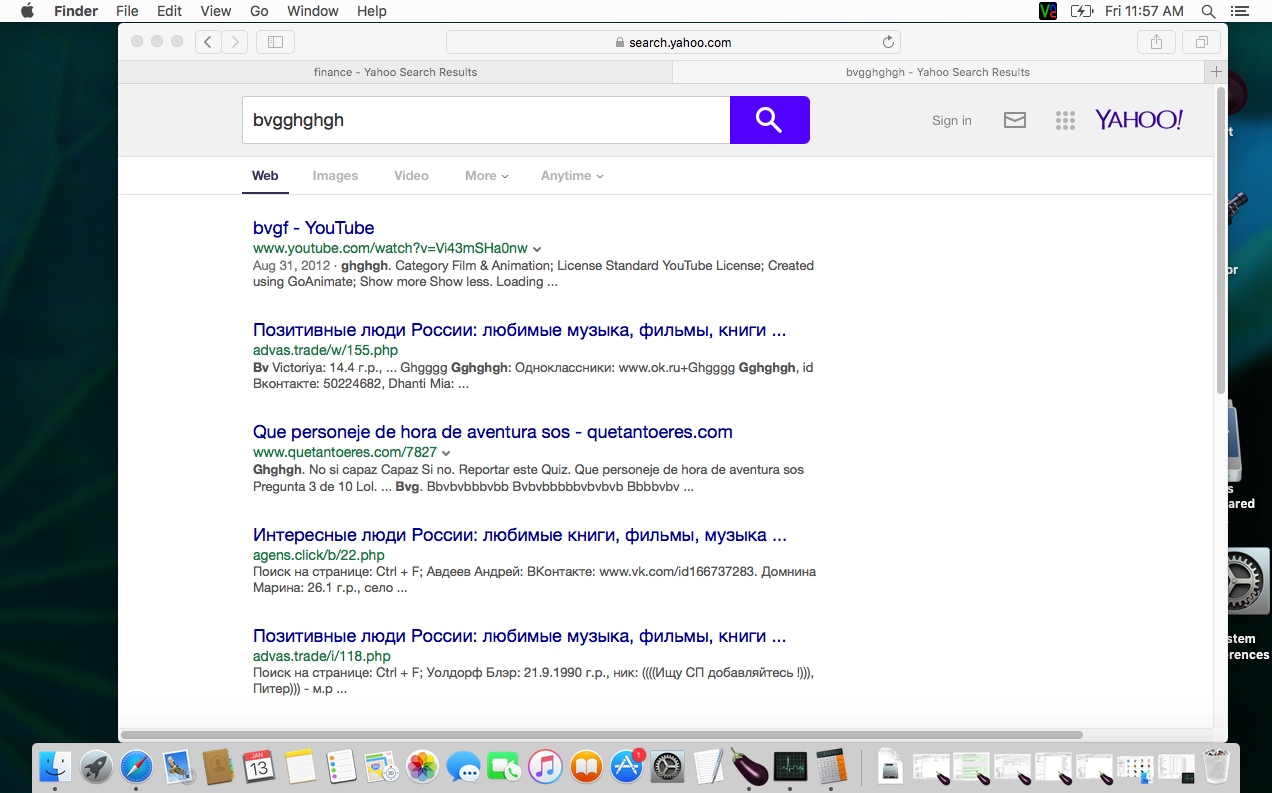 Finder File Edit View Go Window Help Fri 11:57 AM
search.yahoo.com
finance - Yahoo Search Results bvgghghgh - Yahoo Search Results
bvgghghgh Sign in YAHOO!
Web Images Video More Anytime
bvgf - YouTube
www.youtube.com/watch?v=Vi43mSHa0nw
Aug 31, 2012 · ghghgh. Category Film & Animation; License Standard YouTube License; Created
using GoAnimate; Show more Show less. Loading ...
Позитивные люди России: любимые музыка, фильмы, книги ...
advas.trade/w/155.php
Bv Victoriya: 14.4 г.р., ... Ghgggg Gghghgh: Одноклассники: www.ok.ru+Ghgggg Gghghgh, id
Вконтакте: 50224682, Dhanti Mia: ...
Que personeje de hora de aventura sos - quetantoeres.com
www.quetantoeres.com/7827
Ghghgh. No si capaz Capaz Si no. Reportar este Quiz. Que personeje de hora de aventura sos
Pregunta 3 de 10 Lol. ... Bvg. Bbvbvbbbvbb Bvbvbbbbbvbvbvb Bbbbvbv ...
Интересные люди России: любимые книги, фильмы, музыка ...
agens.click/b/22.php
Поиск на странице: Ctrl + F; Авдеев Андрей: ВКонтакте: www.vk.com/id166737283. Домнина
Марина: 26.1 г.р., село ...
Позитивные люди России: любимые музыка, фильмы, книги ...
advas.trade/i/118.php
Поиск на странице: Ctrl + F; Уолдорф Блэр: 21.9.1990 г.р., ник: ((((Ищу СП добавляйтесь !))),
Питер))) - м.р ...
t
or
s
ared
stem
rences
JAN
13
1